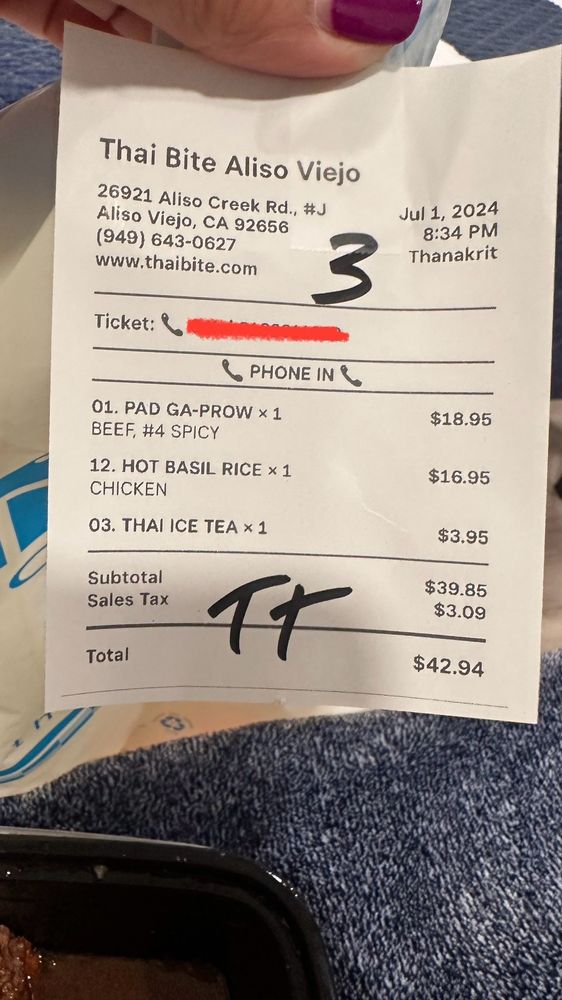 Thai Bite Aliso Viejo
26921 Aliso Creek Rd., #J
Aliso Viejo, CA 92656
(949) 643-0627
www.thaibite.com
Jul 1, 2024
8:34 PM
Thanakrit
3
Ticket:
PHONE IN
01. PAD GA-PROW × 1 $18.95
BEEF, #4 SPICY
12. HOT BASIL RICE × 1 $16.95
CHICKEN
03. THAI ICE TEA × 1 $3.95
Subtotal $39.85
Sales Tax $3.09
Total $42.94